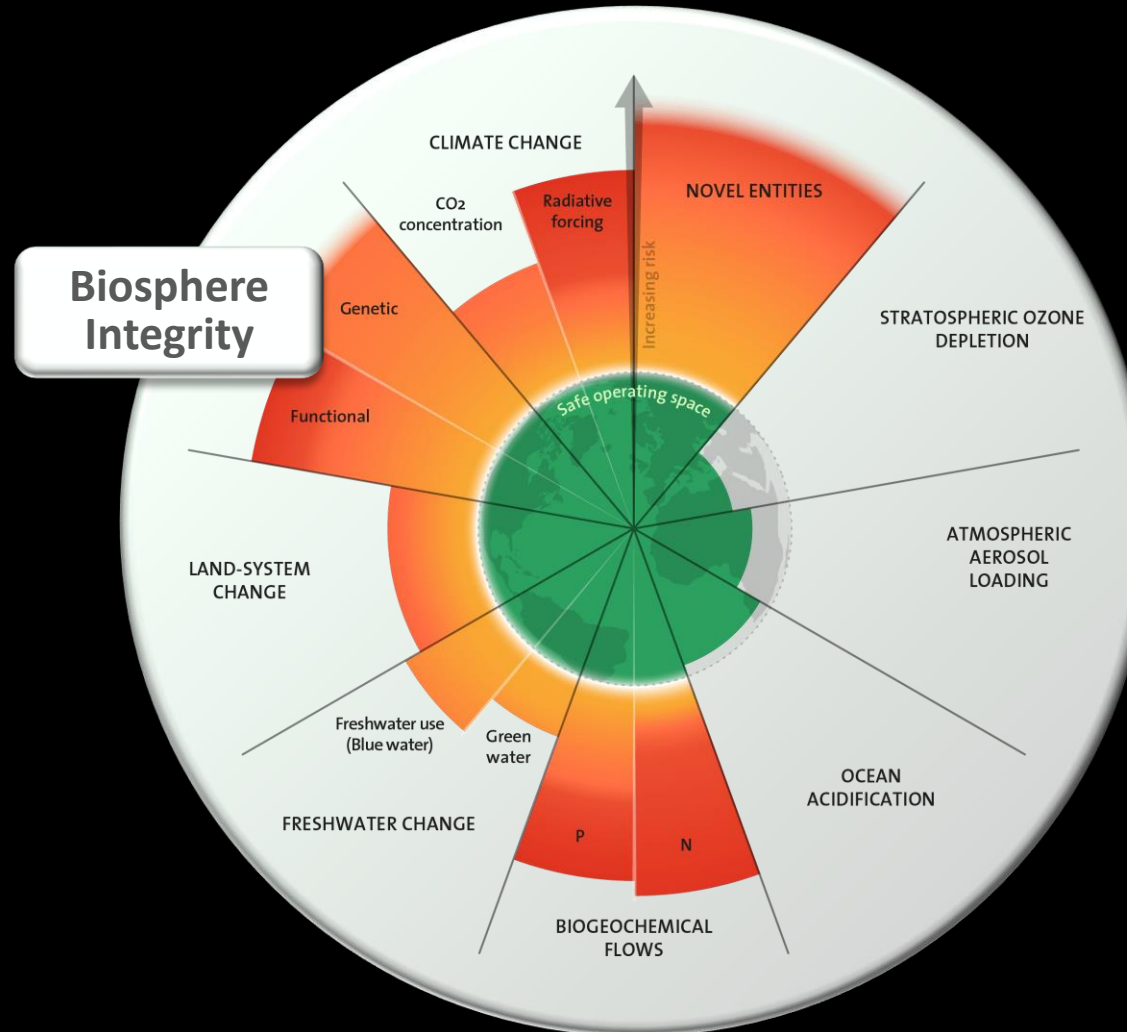 CLIMATE CHANGE
CO2
concentration
Radiative
forcing
NOVEL ENTITIES
Increasing risk
Biosphere
Integrity
Genetic
Functional
STRATOSPHERIC OZONE
DEPLETION
Safe operating space
ATMOSPHERIC
AEROSOL
LOADING
LAND-SYSTEM
CHANGE
Freshwater use
(Blue water)
Green
water
FRESHWATER CHANGE
OCEAN
ACIDIFICATION
P
N
BIOGEOCHEMICAL
FLOWS